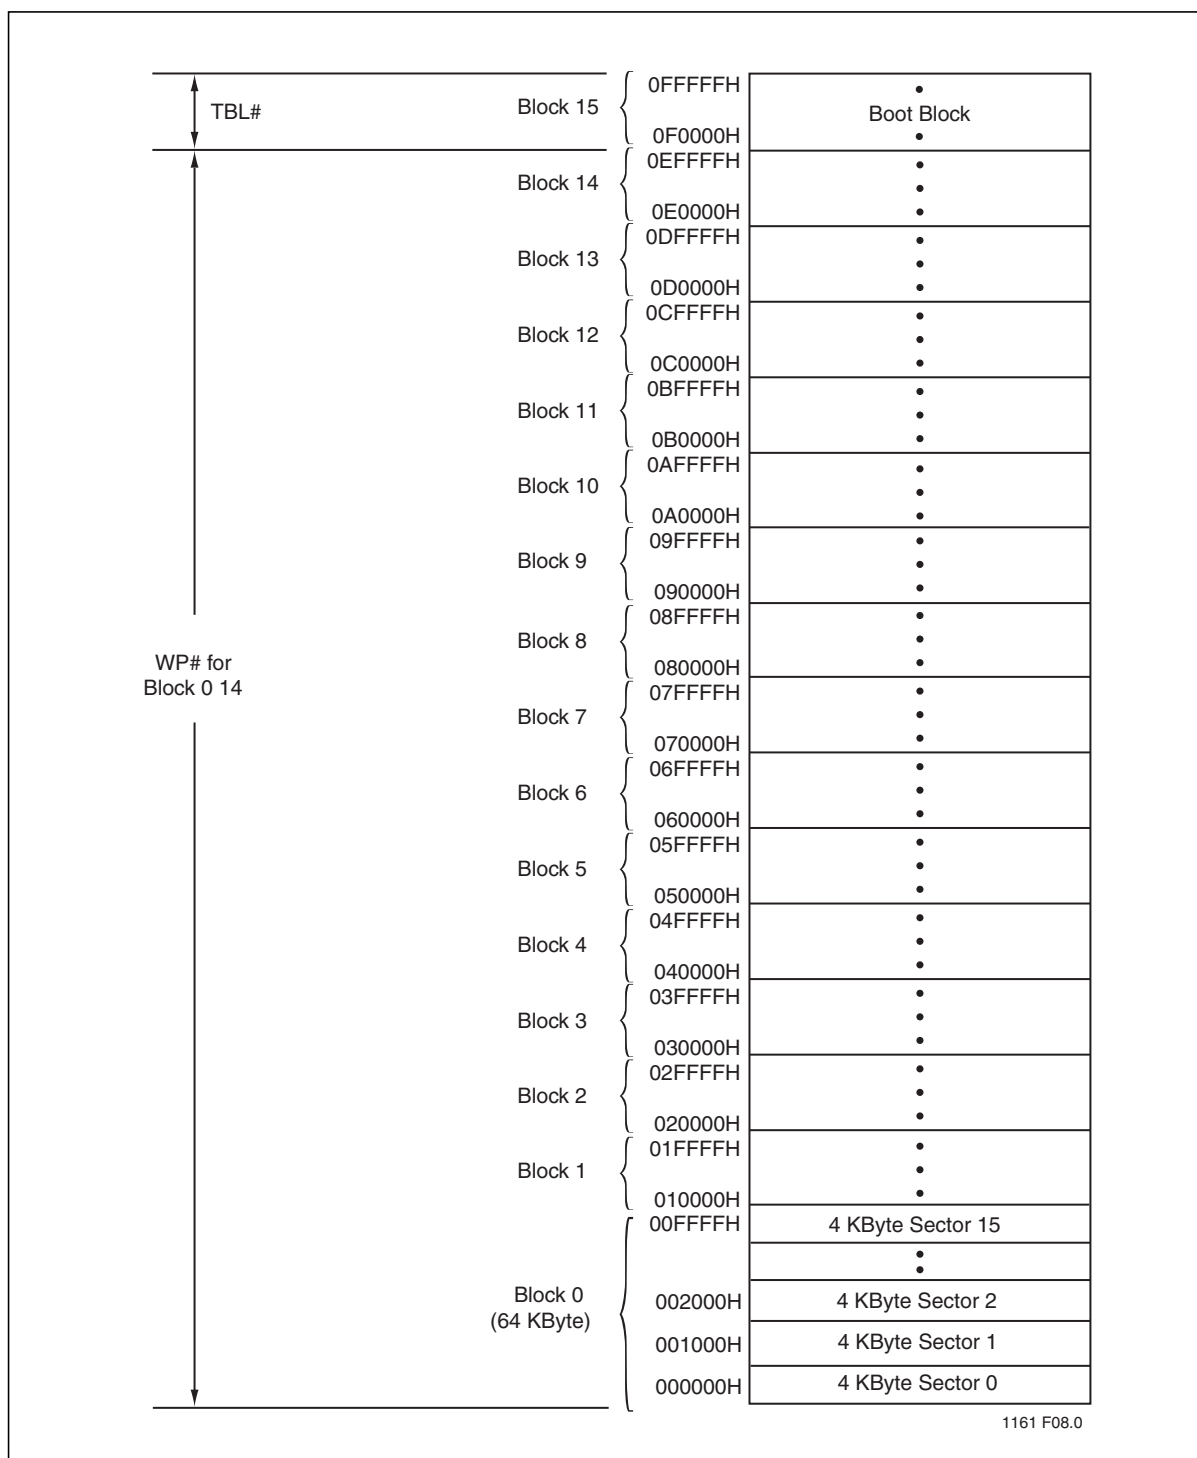 0FFFFFH
TBL#
Block 15
Boot Block
0F0000H
0EFFFFH
Block 14
0E0000H
0DFFFFH
Block 13
0D0000H
0CFFFFH
Block 12
0C0000H
0BFFFFH
Block 11
0B0000H
0AFFFFH
Block 10
0A0000H
09FFFFH
Block 9
090000H
08FFFFH
Block 8
WP# for
Block 0 14
080000H
07FFFFH
Block 7
070000H
06FFFFH
Block 6
060000H
05FFFFH
Block 5
050000H
04FFFFH
Block 4
040000H
03FFFFH
Block 3
030000H
02FFFFH
Block 2
020000H
01FFFFH
Block 1
010000H
00FFFFH
4 KByte Sector 15
Block 0
(64 KByte)
002000H
4 KByte Sector 2
001000H
4 KByte Sector 1
000000H
4 KByte Sector 0
1161 F08.0